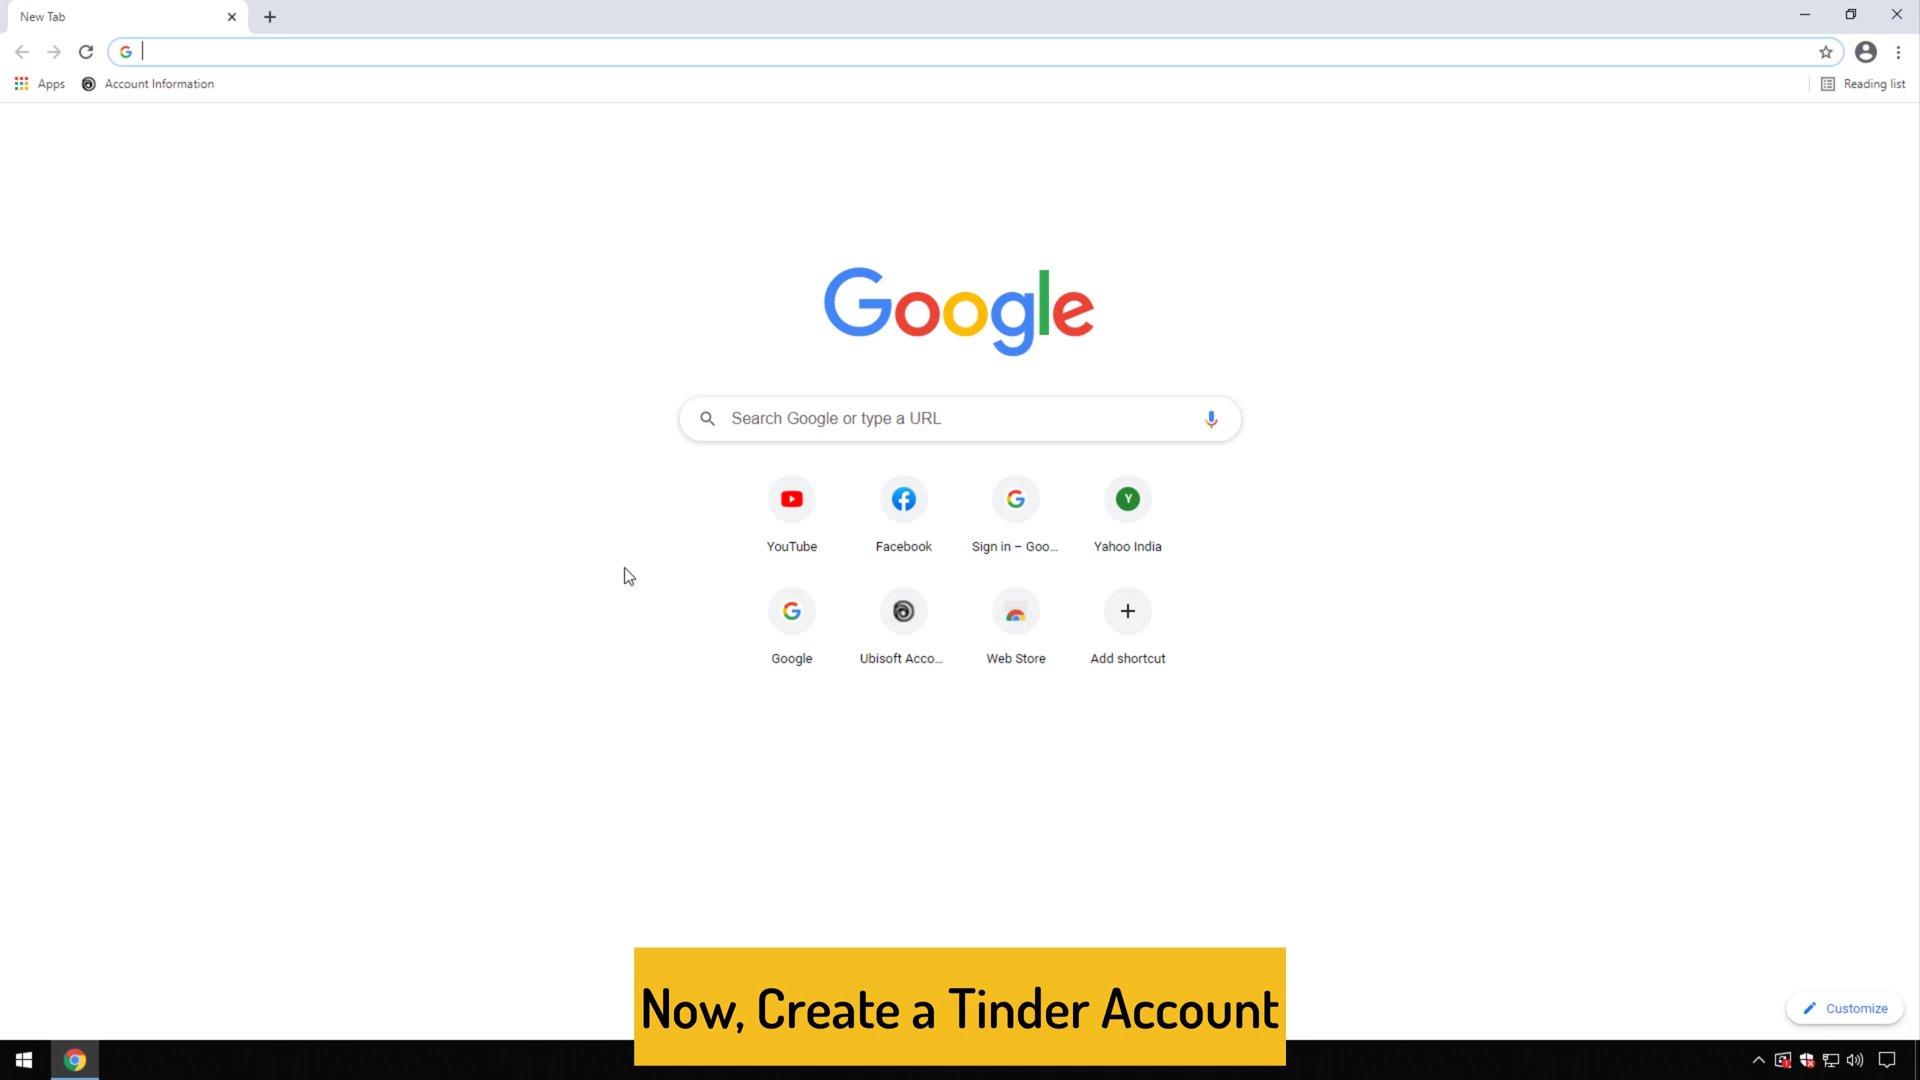 New Tab
Apps
Account Information
Reading list
Google
Search Google or type a URL
YouTube
Facebook
Sign in – Goo...
Y
Yahoo India
Google
Ubisoft Acco...
Web Store
Add shortcut
Now, Create a Tinder Account
Customize